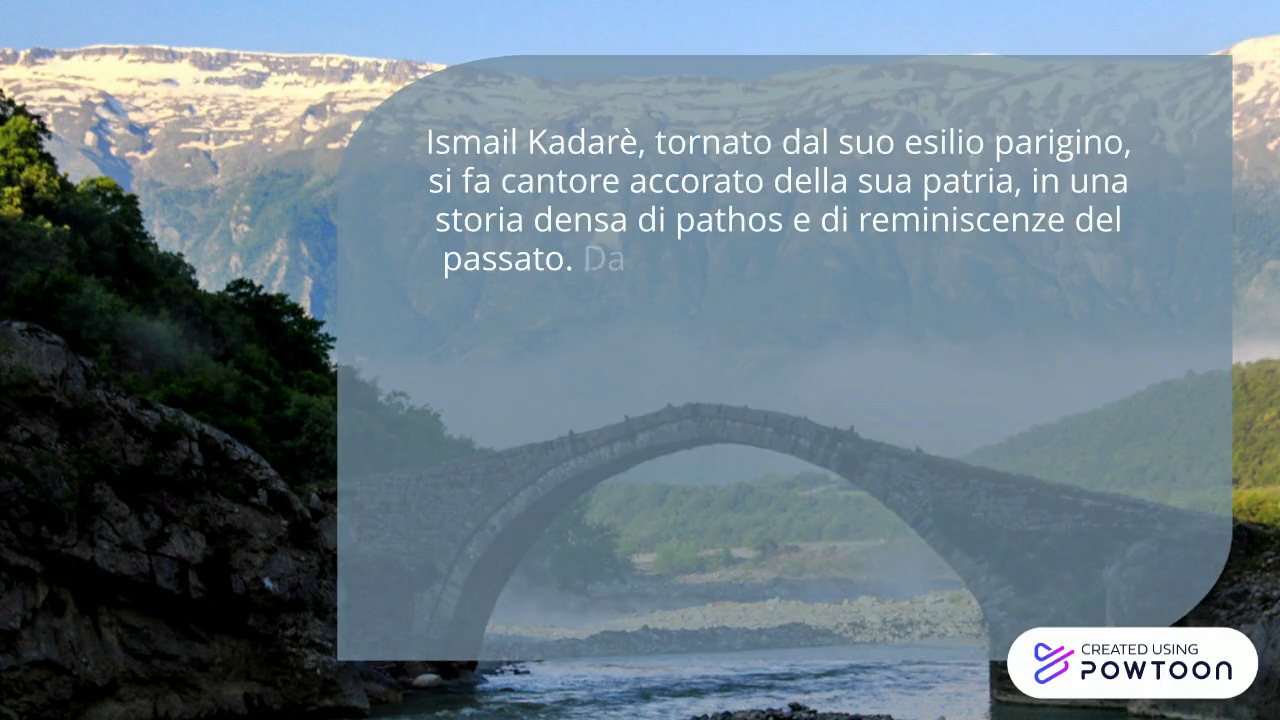 Ismail Kadarè, tornato dal suo esilio parigino,
si fa cantore accorato della sua patria, in una
storia densa di pathos e di reminiscenze del
passato. Da
CREATED USING
POWTOON